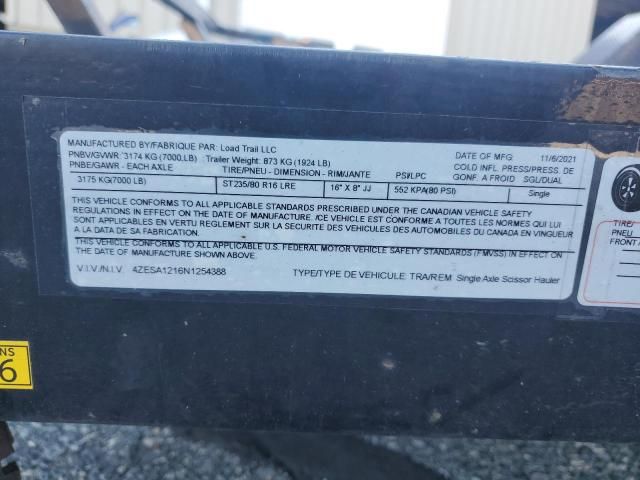 MANUFACTURED BY/FABRIQUE PAR: Load Trail LLC DATE OF MFG: 11/6/2021
PNBV/GVWR: 3174 KG (7000.LB) Trailer Weight: 873 KG (1924 LB) COLD INFL. PRESS/PRESS. DE
PNBE/GAWR - EACH AXLE TIRE/PNEU - DIMENSION - RIM/JANTE PSI/LPC GONF. A FROID SGL/DUAL
3175 KG(7000 LB) ST235/80 R16 LRE 16" X 8" JJ 552 KPA(80 PSI) Single
THIS VEHICLE CONFORMS TO ALL APPLICABLE STANDARDS PRESCRIBED UNDER THE CANADIAN VEHICLE SAFETY
REGULATIONS IN EFFECT ON THE DATE OF MANUFACTURE. /CE VEHICULE EST CONFORME A TOUTES LES NORMES QUI LUI
SONT APPLICABLES EN VERTU REGLEMENT SUR LA SECURITE DES VEHICULES DES AUTOMOBILES DU CANADA EN VINGUEUR
A LA DATA DE SA FABRICATION.
THIS VEHICLE CONFORMS TO ALL APPLICABLE U.S. FEDERAL MOTOR VEHICLE SAFETY STANDARDS (FMVSS) IN EFFECT ON
THE DATE OF MANUFACTURE SHOWN ABOVE.
V.I.V./N.I.V. 4ZESA1216N1254388 TYPE/TYPE DE VEHICULE: TRA/REM Single Axle Scissor Hauler
TIRE/
PNEU
FRONT
NS
6